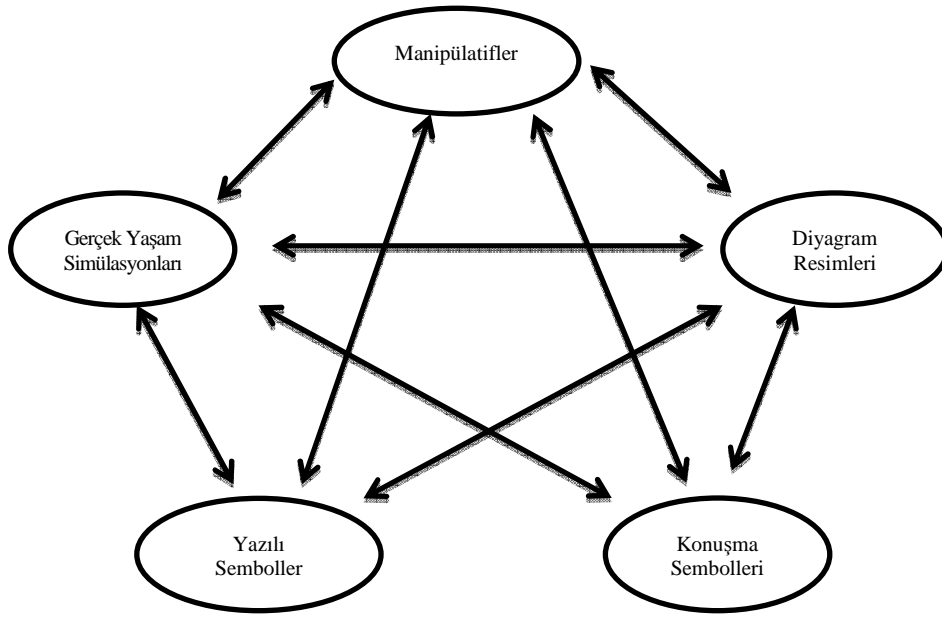 Manipülatifler
Gerçek Yaşam
Simülasyonları
Diyagram
Resimleri
Yazılı
Semboller
Konuşma
Sembolleri